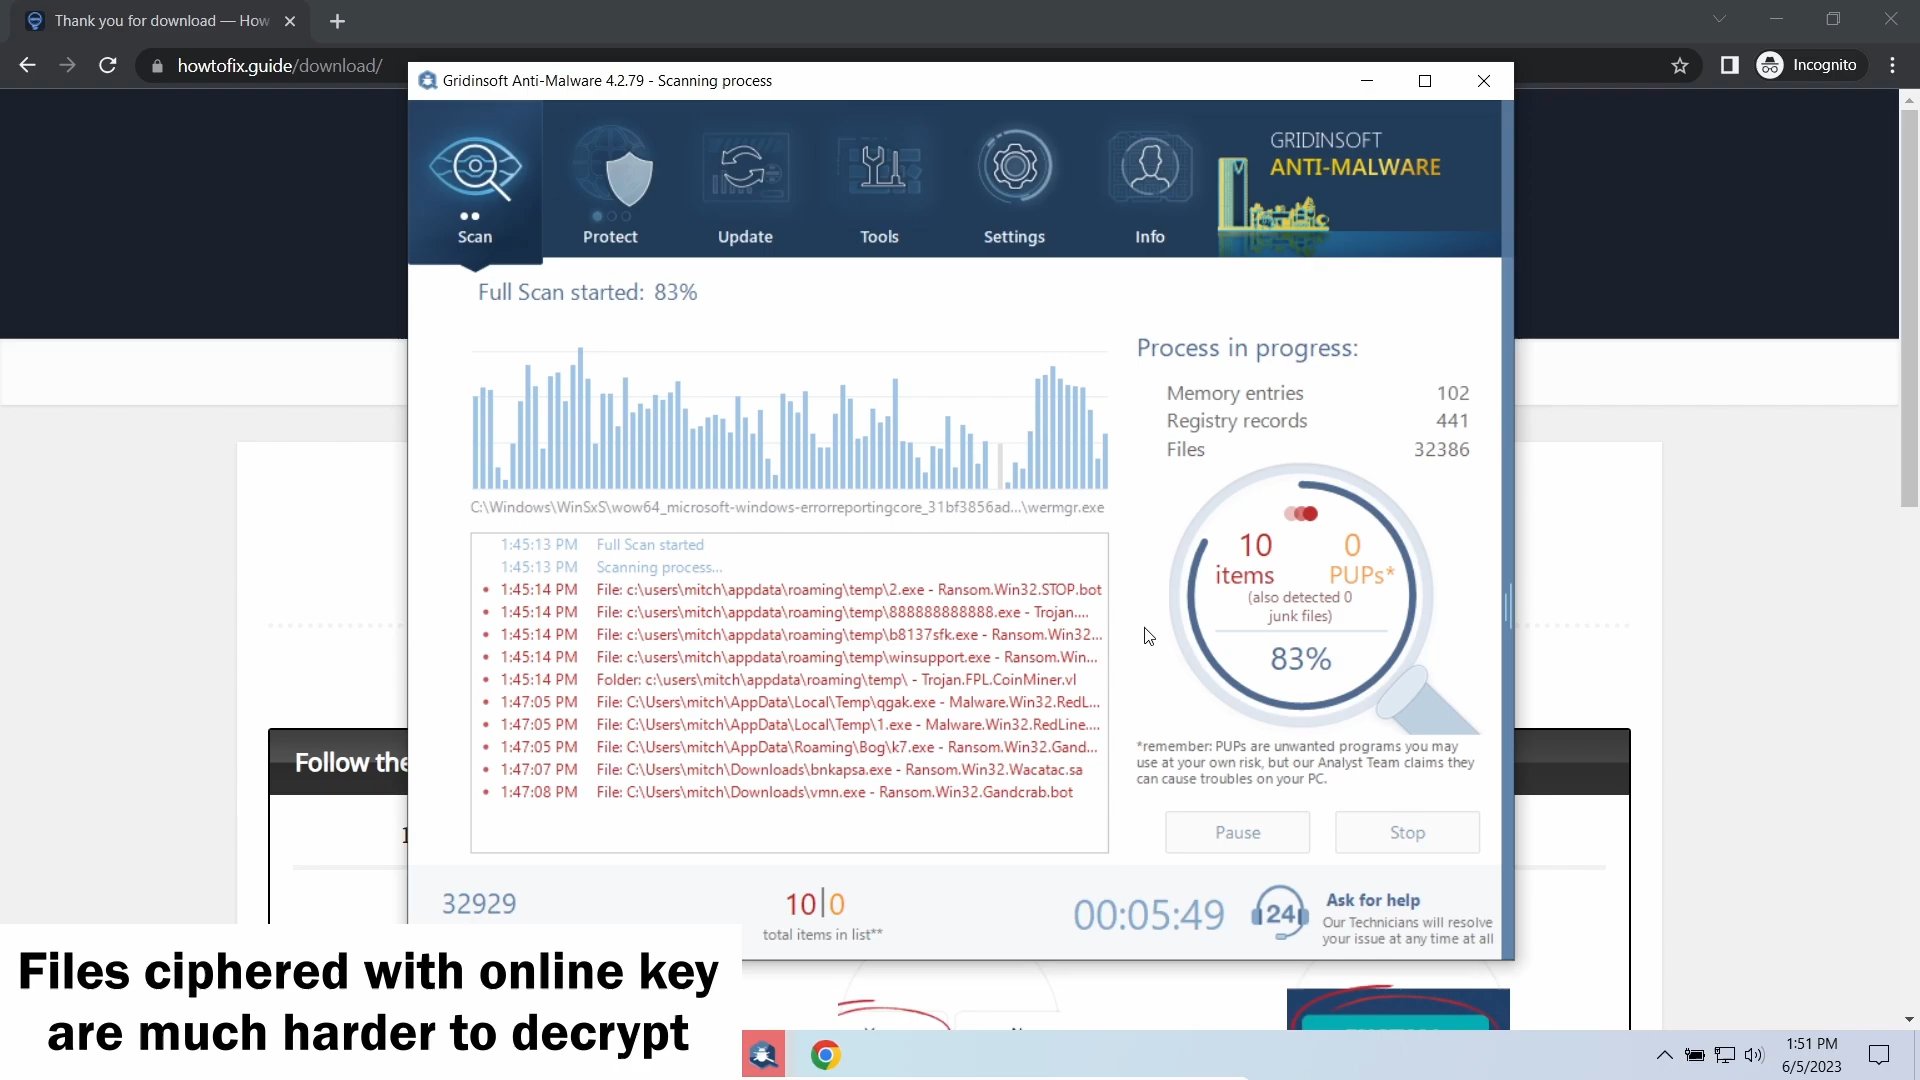 Thank you for download — How
howtofix.guide/download/
Incognito
Gridinsoft Anti-Malware 4.2.79 - Scanning process
Scan
Protect
Update
Tools
Settings
Info
GRIDINSOFT
ANTI-MALWARE
Full Scan started: 83%
C:\Windows\WinSxS\wow64_microsoft-windows-errorreportingcore_31bf3856ad...\wermgr.exe
1:45:13 PM Full Scan started
1:45:13 PM Scanning process...
1:45:14 PM File: c:\users\mitch\appdata\roaming\temp\2.exe - Ransom.Win32.STOP.bot
1:45:14 PM File: c:\users\mitch\appdata\roaming\temp\888888888888.exe - Trojan....
1:45:14 PM File: c:\users\mitch\appdata\roaming\temp\b8137sfk.exe - Ransom.Win32...
1:45:14 PM File: c:\users\mitch\appdata\roaming\temp\winsupport.exe - Ransom.Win...
1:45:14 PM Folder: c:\users\mitch\appdata\roaming\temp\ - Trojan.FPL.CoinMiner.vl
1:47:05 PM File: C:\Users\mitch\AppData\Local\Temp\qgak.exe - Malware.Win32.RedL...
1:47:05 PM File: C:\Users\mitch\AppData\Local\Temp\1.exe - Malware.Win32.RedLine....
1:47:05 PM File: C:\Users\mitch\AppData\Roaming\Bog\k7.exe - Ransom.Win32.Gand...
1:47:07 PM File: C:\Users\mitch\Downloads\bnkapsa.exe - Ransom.Win32.Wacatac.sa
1:47:08 PM File: C:\Users\mitch\Downloads\vmn.exe - Ransom.Win32.Gandcrab.bot
Process in progress:
Memory entries 102
Registry records 441
Files 32386
10 0
items PUPs*
(also detected 0
junk files)
83%
*remember: PUPs are unwanted programs you may
use at your own risk, but our Analyst Team claims they
can cause troubles on your PC.
Pause
Stop
Follow the
1
32929
10|0
total items in list**
00:05:49
24
Ask for help
Our Technicians will resolve
your issue at any time at all
Files ciphered with online key
are much harder to decrypt
1:51 PM
6/5/2023